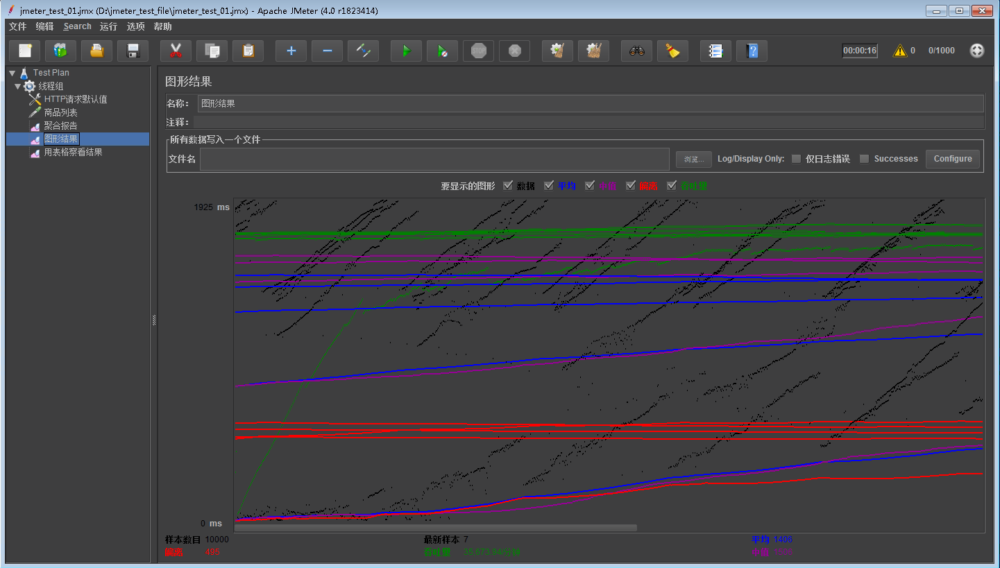 jmeter_test_01.jmx (D:\jmeter_test_file\jmeter_test_01.jmx) - Apache JMeter (4.0 r1823414)
文件 编辑 Search 运行 选项 帮助
00:00:16 0 0/1000
Test Plan
线程组
HTTP请求默认值
商品列表
聚合报告
图形结果
用表格察看结果
图形结果
名称： 图形结果
注释：
所有数据写入一个文件
文件名 浏览... Log/Display Only: 仅日志错误 Successes Configure
要显示的图形 数据 平均 中值 偏离 吞吐量
1925 ms
0 ms
样本数目 10000 最新样本 7 平均 1406
偏离 495 吞吐量 35,673.94/分钟 中值